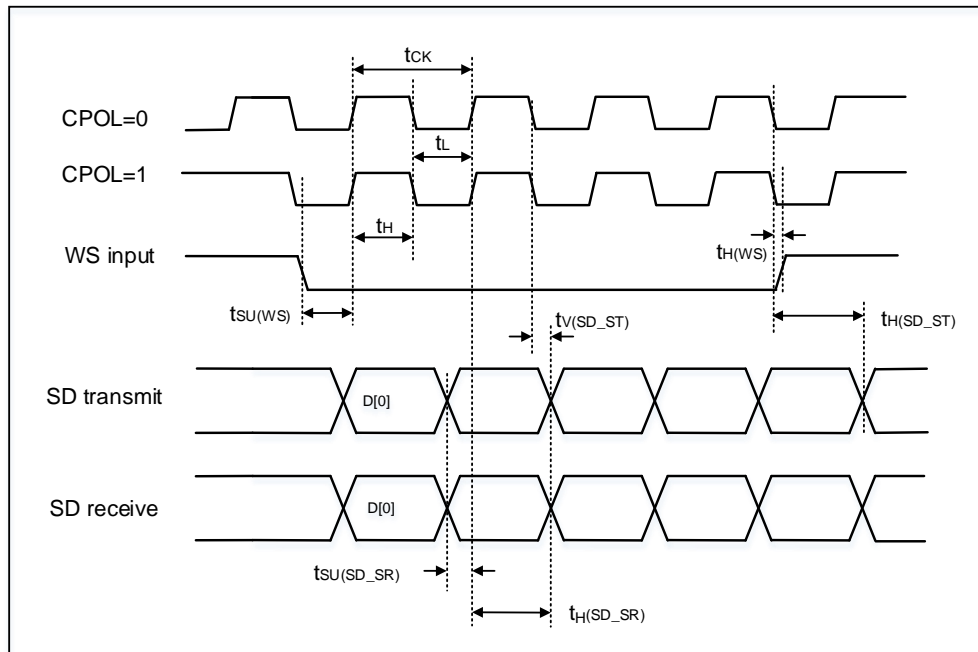 tCK
CPOL=0
tL
CPOL=1
tH
WS input
tH(WS)
tSU(WS)
tV(SD_ST)
tH(SD_ST)
SD transmit
D[0]
SD receive
D[0]
tSU(SD_SR)
tH(SD_SR)